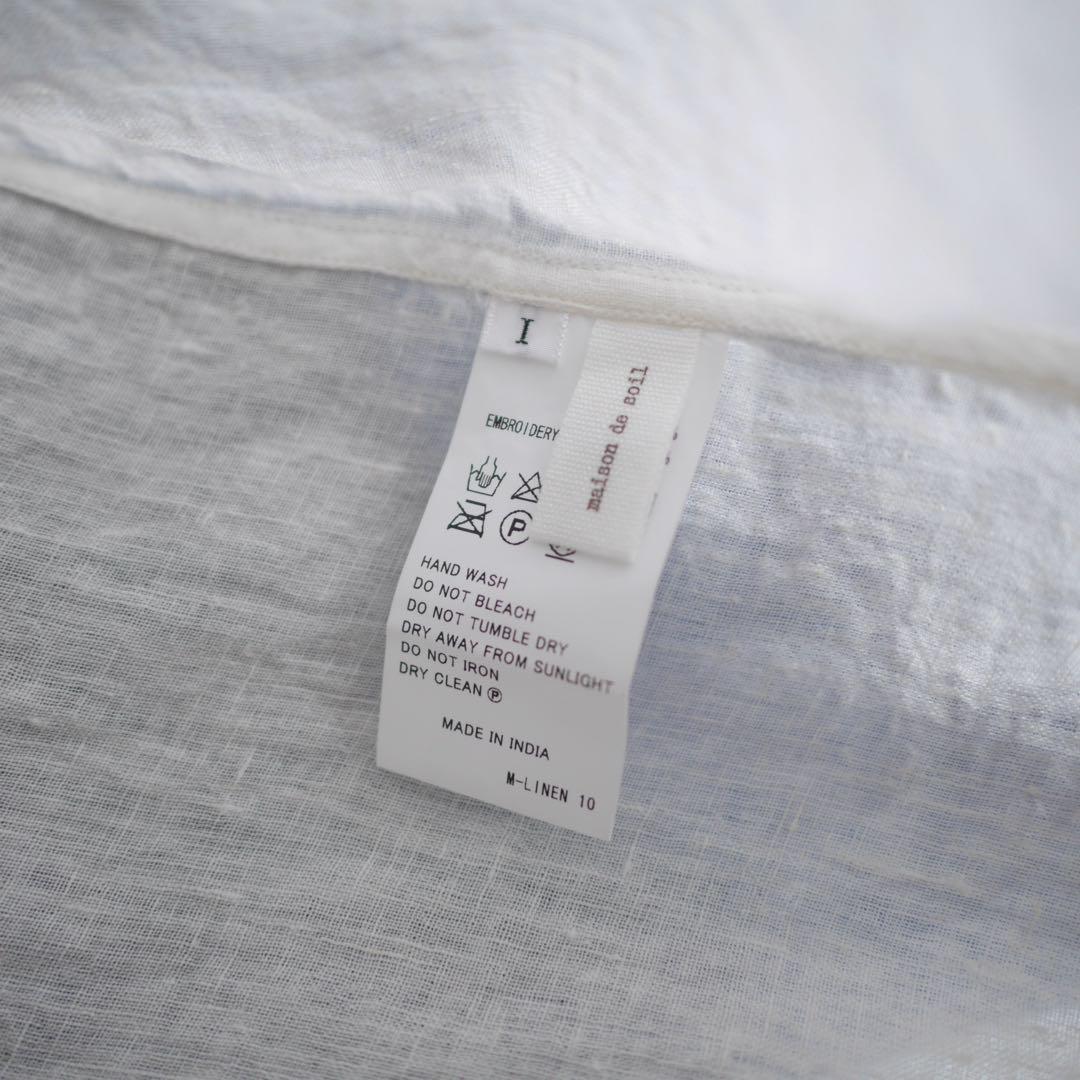 I
maison de soil
EMBROIDERY
P
HAND WASH
DO NOT BLEACH
DO NOT TUMBLE DRY
DRY AWAY FROM SUNLIGHT
DO NOT IRON
DRY CLEAN Ⓟ
MADE IN INDIA
M-LINEN 10